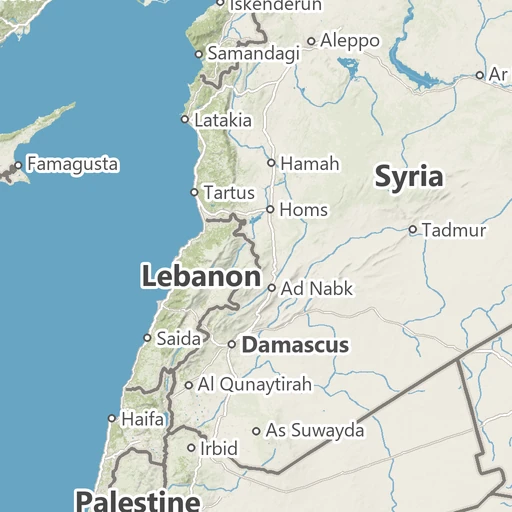 Iskenderun
Aleppo
Samandagi
Ar
Latakia
Famagusta
Hamah
Syria
Tartus
Homs
Tadmur
Lebanon
Ad Nabk
Saida
Damascus
Al Qunaytirah
Haifa
As Suwayda
Irbid
Palestine